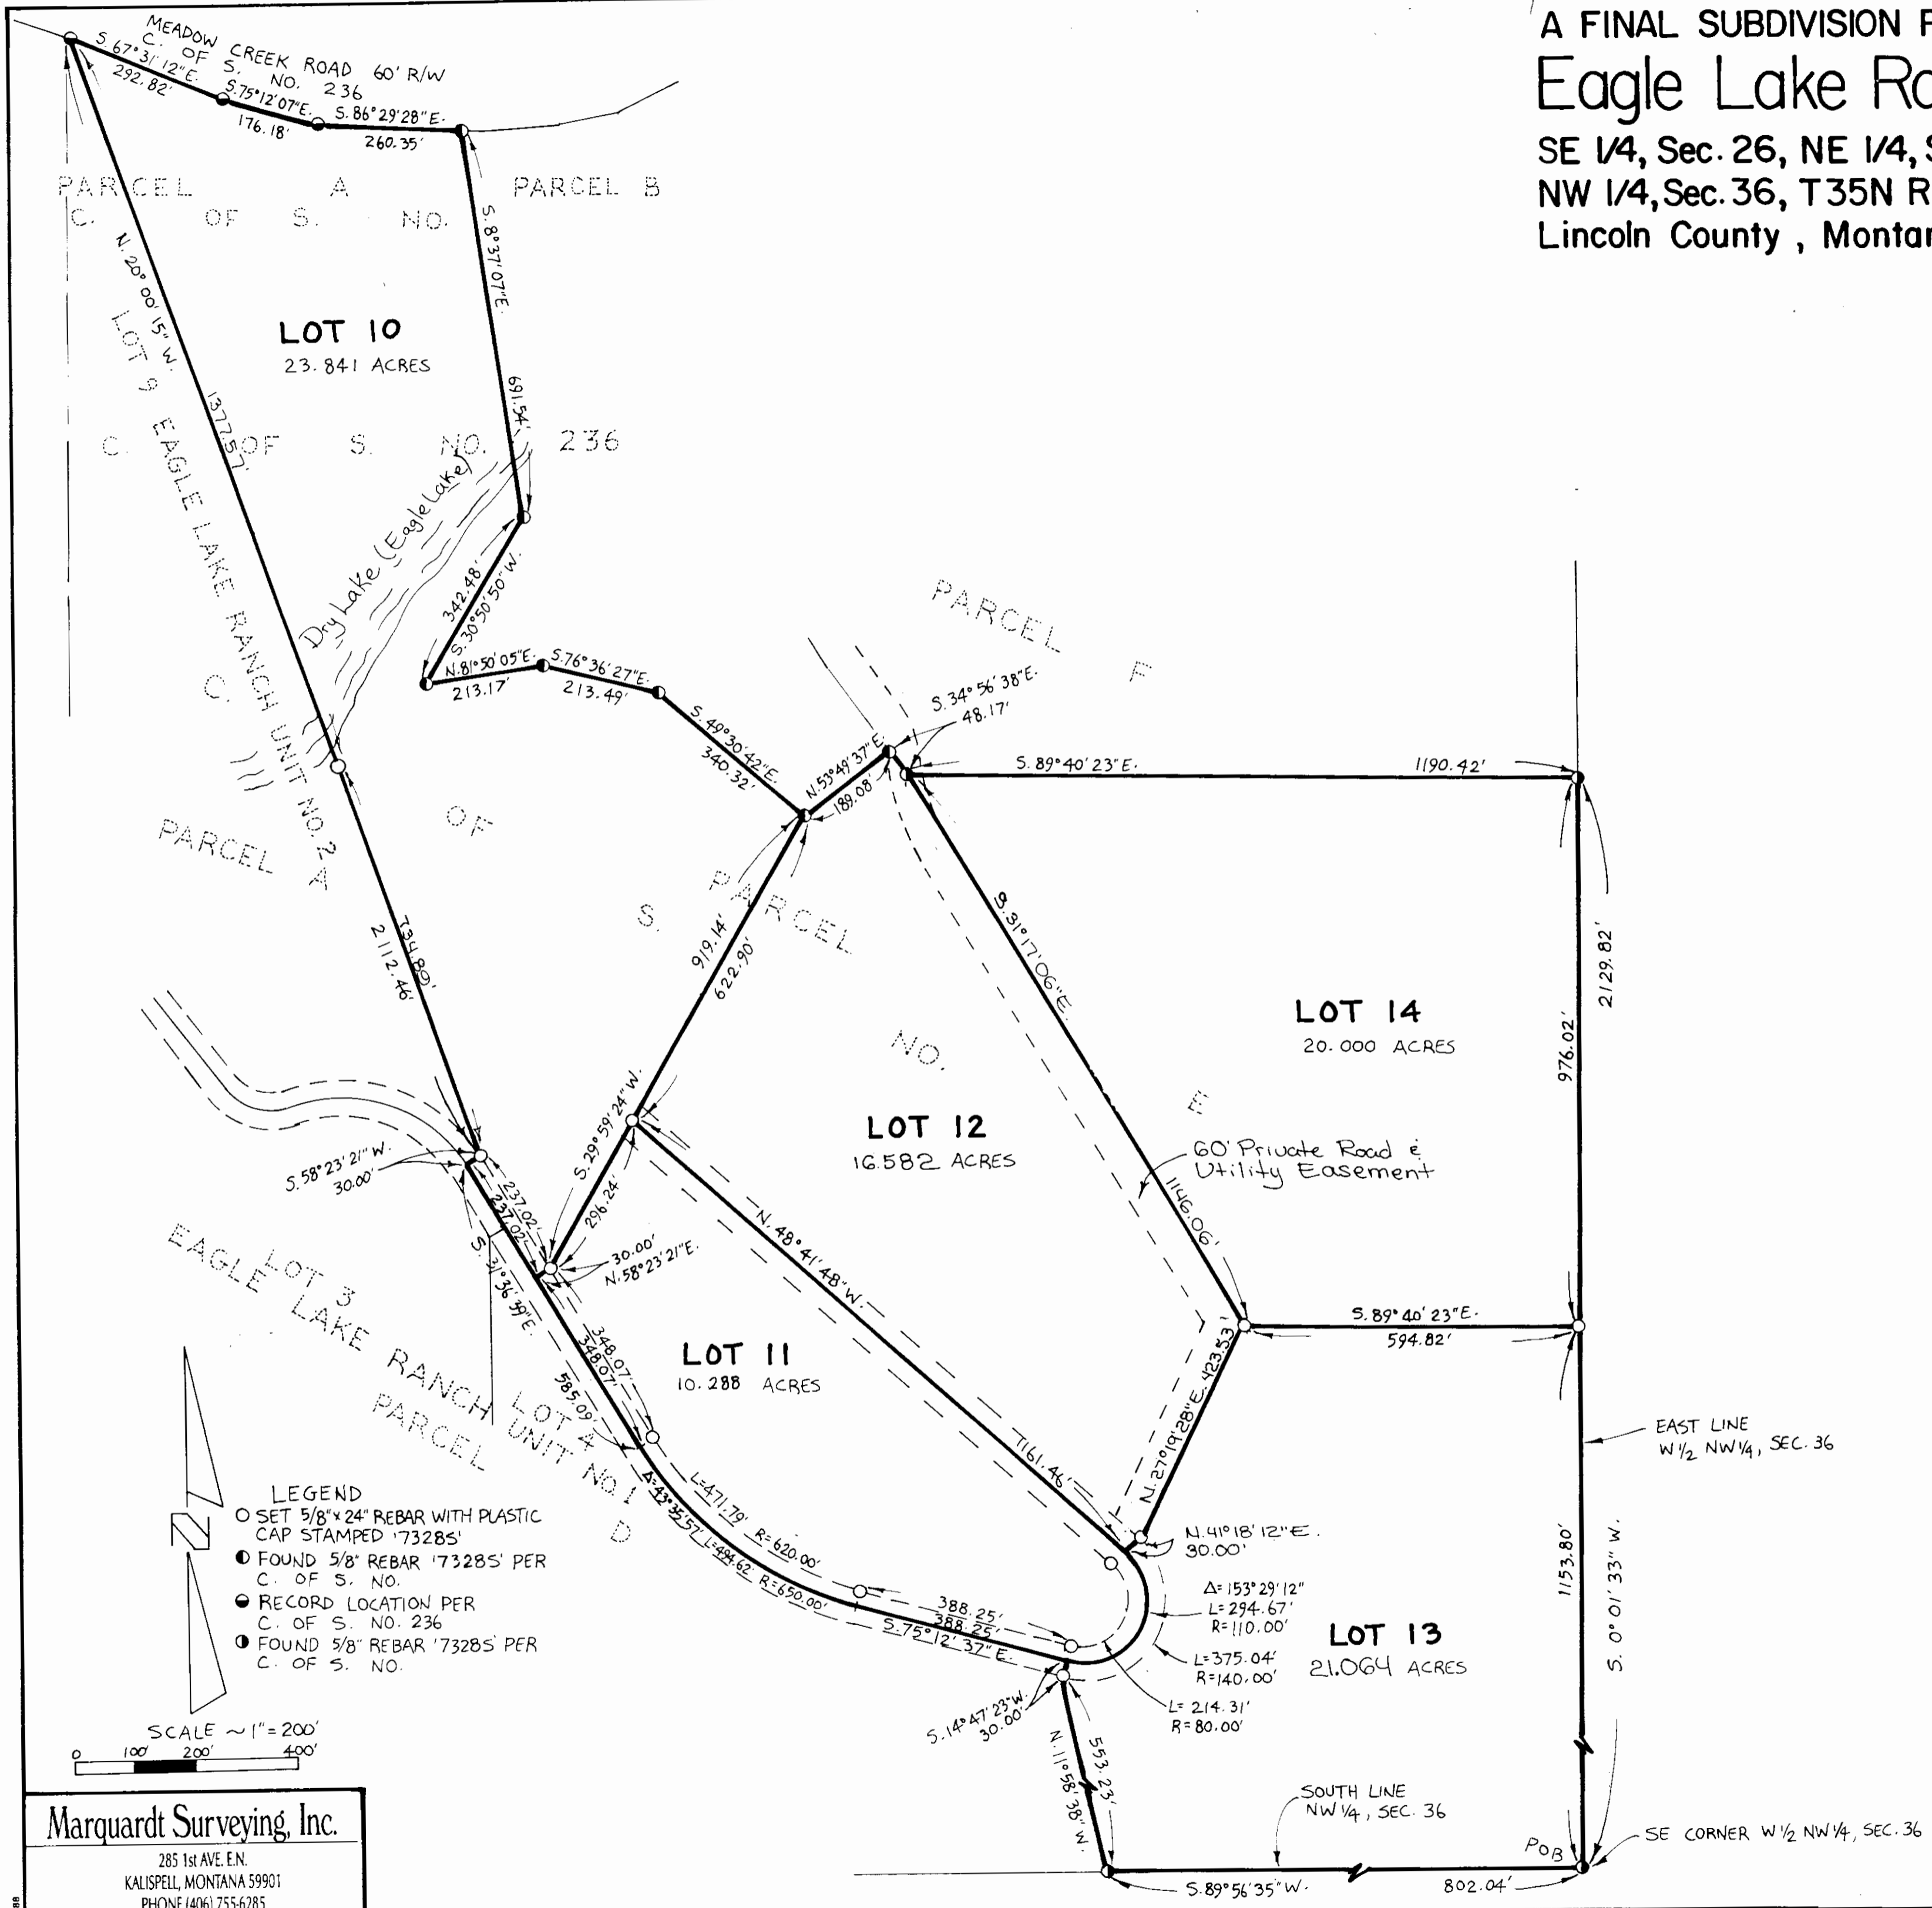 A FINAL SUBDIVISION
Eagle Lake
SE 1/4, Sec. 26, NE 1/4,
NW 1/4, Sec. 36, T35N
Lincoln County,
MEADOW CREEK ROAD 60' R/W
C. OF S. NO. 236
S. 67°31'12"E.
292.82'
S. 75°12'07"E.
176.18'
S. 86°29'28"E.
260.35'
PARCEL A
PARCEL B
C. OF S. NO.
S. 8°37'07"E.
691.54'
N. 20°00'15"W.
1377.57'
LOT 10
23.841 ACRES
LOT 9 EAGLE LAKE RANCH UNIT NO. 2
C. OF S. NO. 236
Dry Lake (Eagle Lake)
342.48'
S. 30°50'50"W.
N. 81°50'05"E.
213.17'
S. 76°36'27"E.
213.49'
S. 49°30'42"E.
340.32'
N. 53°49'37"E.
189.08'
S. 34°56'38"E.
48.17'
PARCEL F
S. 89°40'23"E.
1190.42'
C. OF S. NO.
PARCEL A
PARCEL E
734.89'
2112.46'
919.14'
622.90'
S. 31°17'06"E.
1146.06'
2129.82'
976.02'
LOT 14
20.000 ACRES
LOT 12
16.582 ACRES
60' Private Road &
Utility Easement
S. 29°59'24"W.
296.24'
S. 58°23'21"W.
30.00'
237.02'
237.02'
30.00'
N. 58°23'21"E.
S. 31°36'39"E.
585.09'
348.07'
348.07'
N. 48°41'48"W.
1161.46'
S. 89°40'23"E.
594.82'
LOT 3
EAGLE LAKE RANCH UNIT NO. 1
LOT 4
PARCEL D
LOT 11
10.288 ACRES
N. 27°19'28"E. 423.53'
EAST LINE
W 1/2 NW 1/4, SEC. 36
L=471.79' R=620.00'
Δ=43°35'57" L=494.62' R=650.00'
388.25'
388.25'
S. 75°12'37"E.
N. 41°18'12"E.
30.00'
Δ=153°29'12"
L=294.67'
R=110.00'
L=375.04'
R=140.00'
L=214.31'
R=80.00'
LOT 13
21.064 ACRES
1153.80'
S. 0°01'33"W.
S. 14°47'23"W.
30.00'
N. 11°58'38"W.
553.23'
SOUTH LINE
NW 1/4, SEC. 36
POB
SE CORNER W 1/2 NW 1/4, SEC. 36
S. 89°56'35"W.
802.04'
LEGEND
SET 5/8"x24" REBAR WITH PLASTIC
CAP STAMPED '7328S'
FOUND 5/8" REBAR '7328S' PER
C. OF S. NO.
RECORD LOCATION PER
C. OF S. NO. 236
FOUND 5/8" REBAR '7328S' PER
C. OF S. NO.
N
SCALE ~ 1"=200'
0 100' 200' 400'
Marquardt Surveying, Inc.
285 1st AVE. E.N.
KALISPELL, MONTANA 59901
PHONE (406) 755-6285